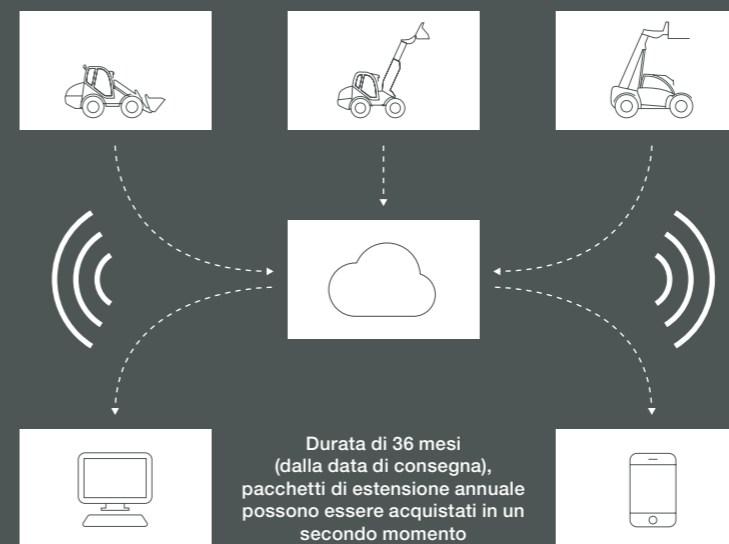 Durata di 36 mesi
(dalla data di consegna),
pacchetti di estensione annuale
possono essere acquistati in un
secondo momento